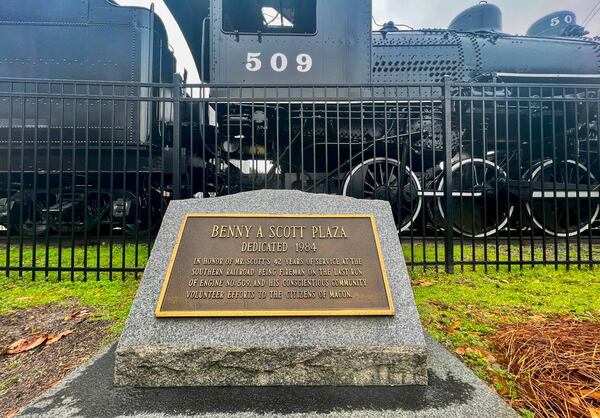 50
509
BENNY A SCOTT PLAZA
DEDICATED 1984
IN HONOR OF MR. SCOTT'S 42 YEARS OF SERVICE AT THE
SOUTHERN RAILROAD, BEING FIREMAN ON THE LAST RUN
OF ENGINE NO. 509 AND HIS CONSCIENTIOUS COMMUNITY
VOLUNTEER EFFORTS TO THE CITIZENS OF MACON.